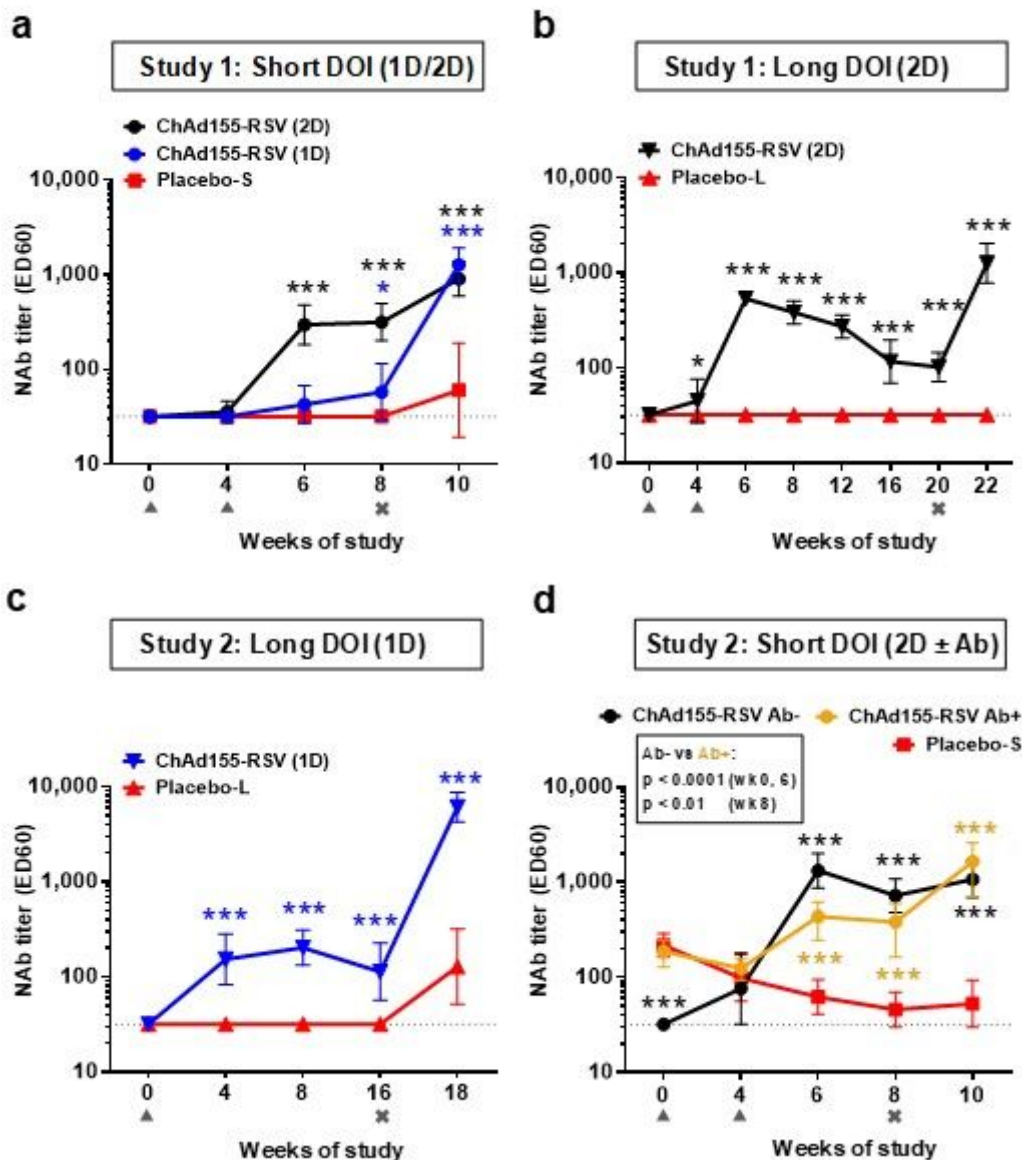 a
Study 1: Short DOI (1D/2D)
ChAd155-RSV (2D)
ChAd155-RSV (1D)
Placebo-S
10,000
1,000
100
10
NAb titer (ED60)
***
***
***
*
***
0 4 6 8 10
Weeks of study
b
Study 1: Long DOI (2D)
ChAd155-RSV (2D)
Placebo-L
10,000
1,000
100
10
NAb titer (ED60)
*
***
***
***
***
***
***
0 4 6 8 12 16 20 22
Weeks of study
c
Study 2: Long DOI (1D)
ChAd155-RSV (1D)
Placebo-L
10,000
1,000
100
10
NAb titer (ED60)
***
***
***
***
0 4 8 16 18
Weeks of study
d
Study 2: Short DOI (2D ± Ab)
ChAd155-RSV Ab- ChAd155-RSV Ab+
Placebo-S
Ab- vs Ab+:
p < 0.0001 (wk 0, 6)
p < 0.01 (wk 8)
10,000
1,000
100
10
NAb titer (ED60)
***
***
***
***
***
***
***
0 4 6 8 10
Weeks of study